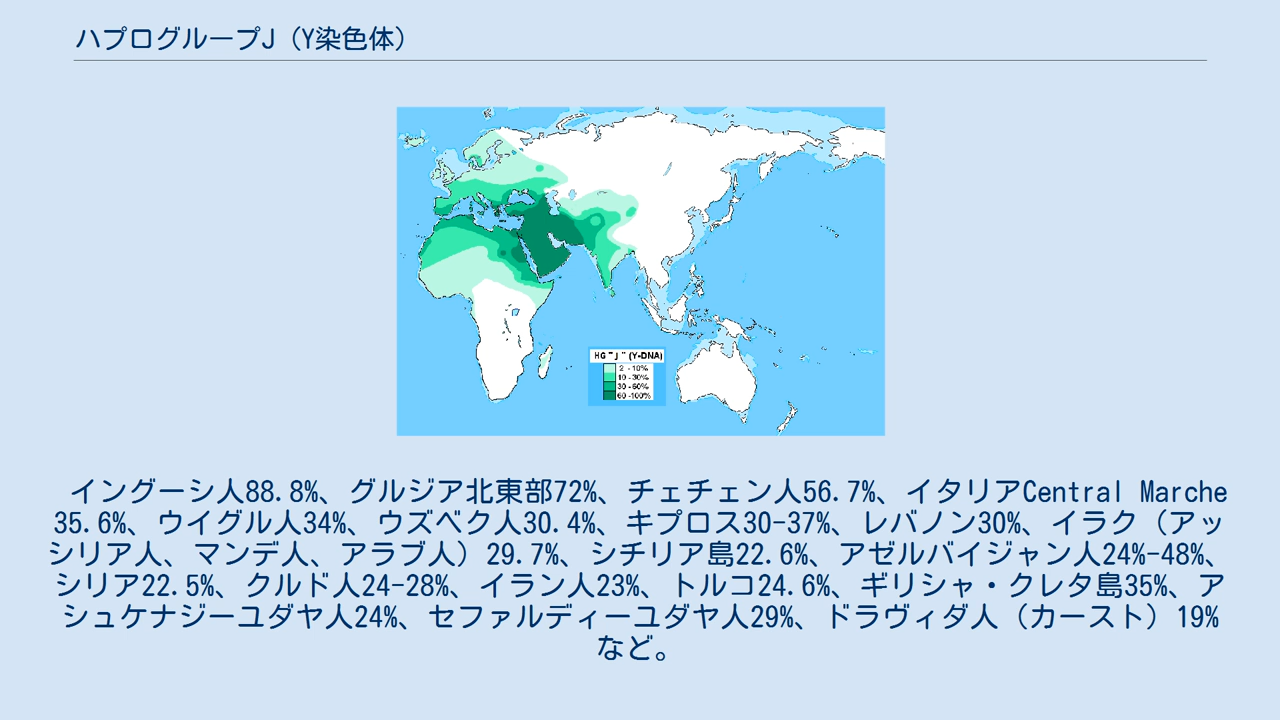 ハプログループJ（Y染色体）
HG "J" (Y-DNA)
2 -10%
10 -30%
30 -60%
60 -100%
イングーシ人88.8%、グルジア北東部72%、チェチェン人56.7%、イタリアCentral Marche
35.6%、ウイグル人34%、ウズベク人30.4%、キプロス30-37%、レバノン30%、イラク（アッ
シリア人、マンデ人、アラブ人）29.7%、シチリア島22.6%、アゼルバイジャン人24%-48%、
シリア22.5%、クルド人24-28%、イラン人23%、トルコ24.6%、ギリシャ・クレタ島35%、ア
シュケナジーユダヤ人24%、セファルディーユダヤ人29%、ドラヴィダ人（カースト）19%
など。